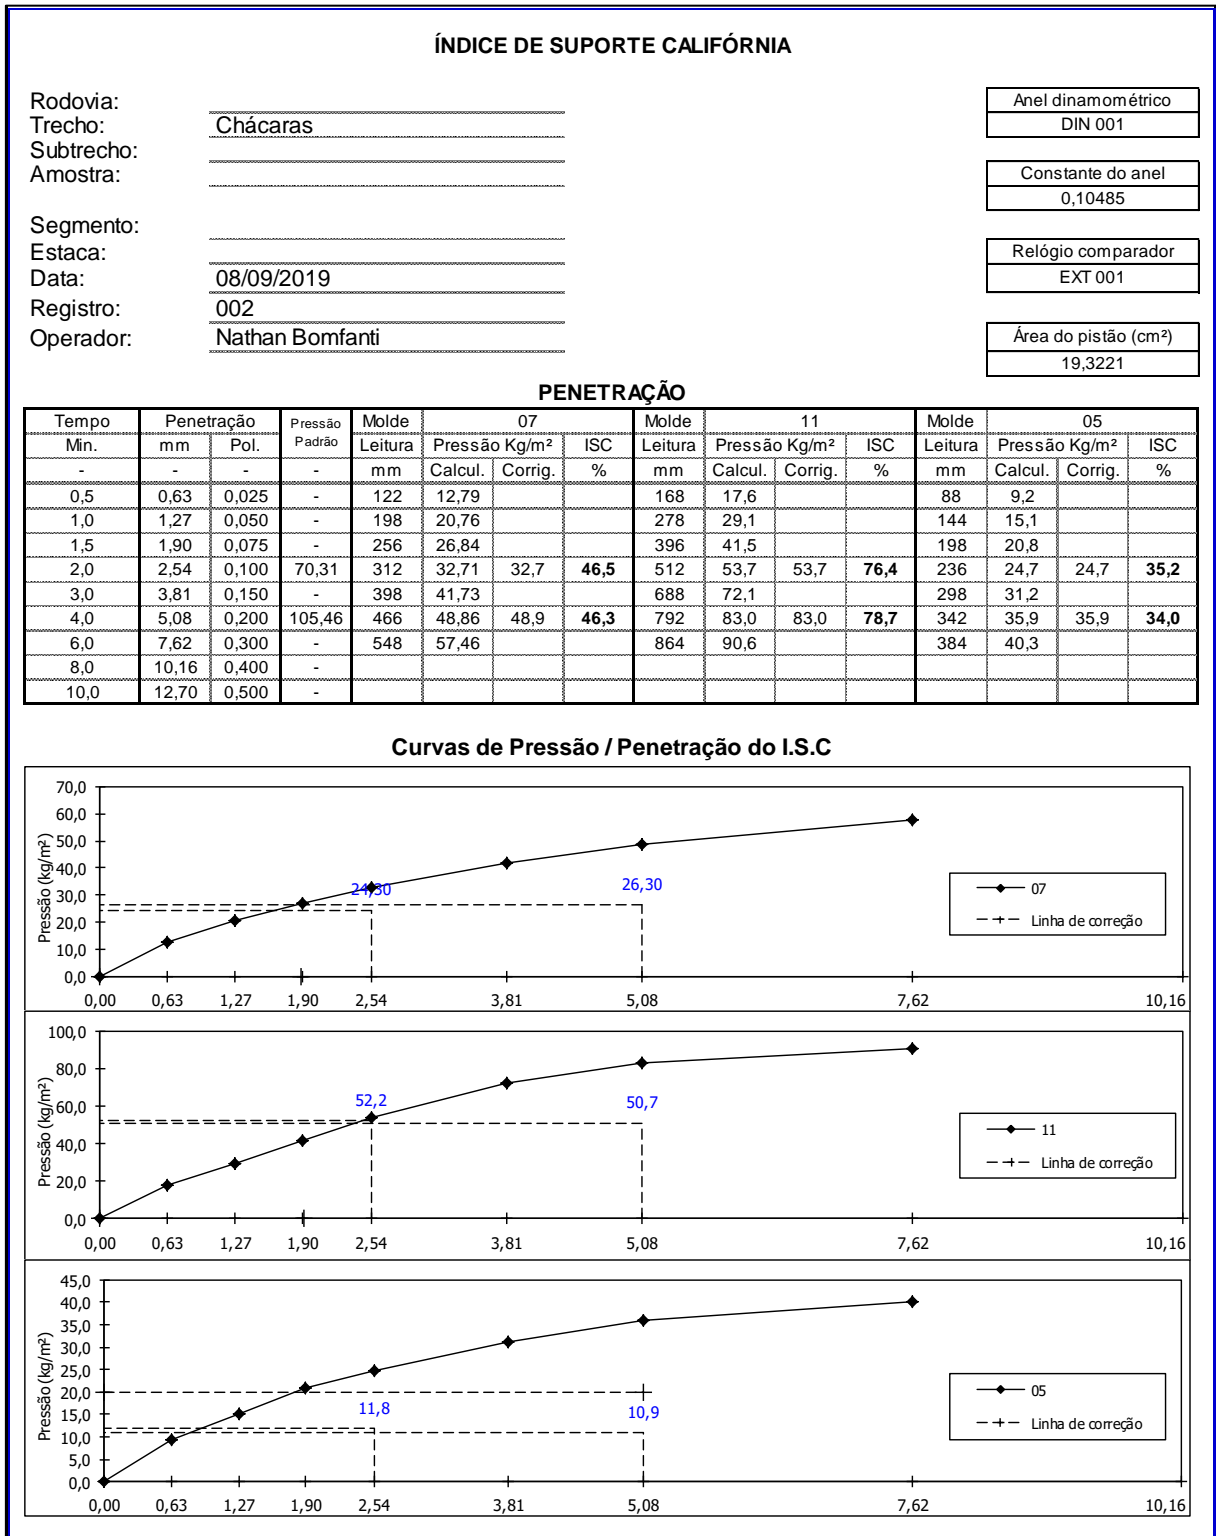 ÍNDICE DE SUPORTE CALIFÓRNIA
Rodovia:
Anel dinamométrico
Trecho: Chácaras
DIN 001
Subtrecho:
Amostra:
Constante do anel
0,10485
Segmento:
Estaca:
Relógio comparador
Data: 08/09/2019
EXT 001
Registro: 002
Operador: Nathan Bomfanti
Área do pistão (cm²)
19,3221
PENETRAÇÃO
Tempo Penetração Pressão Padrão Molde 07 Molde 11 Molde 05
Min. mm Pol. Leitura Pressão Kg/m² ISC Leitura Pressão Kg/m² ISC Leitura Pressão Kg/m² ISC
- - - - mm Calcul. Corrig. % mm Calcul. Corrig. % mm Calcul. Corrig. %
0,5 0,63 0,025 - 122 12,79 168 17,6 88 9,2
1,0 1,27 0,050 - 198 20,76 278 29,1 144 15,1
1,5 1,90 0,075 - 256 26,84 396 41,5 198 20,8
2,0 2,54 0,100 70,31 312 32,71 32,7 46,5 512 53,7 53,7 76,4 236 24,7 24,7 35,2
3,0 3,81 0,150 - 398 41,73 688 72,1 298 31,2
4,0 5,08 0,200 105,46 466 48,86 48,9 46,3 792 83,0 83,0 78,7 342 35,9 35,9 34,0
6,0 7,62 0,300 - 548 57,46 864 90,6 384 40,3
8,0 10,16 0,400 -
10,0 12,70 0,500 -
Curvas de Pressão / Penetração do I.S.C
Pressão (kg/m²)
70,0
60,0
50,0
40,0
30,0
20,0
10,0
0,0
24,30
26,30
07
Linha de correção
0,00 0,63 1,27 1,90 2,54 3,81 5,08 7,62 10,16
Pressão (kg/m²)
100,0
80,0
60,0
40,0
20,0
0,0
52,2
50,7
11
Linha de correção
0,00 0,63 1,27 1,90 2,54 3,81 5,08 7,62 10,16
Pressão (kg/m²)
45,0
40,0
35,0
30,0
25,0
20,0
15,0
10,0
5,0
0,0
11,8
10,9
05
Linha de correção
0,00 0,63 1,27 1,90 2,54 3,81 5,08 7,62 10,16